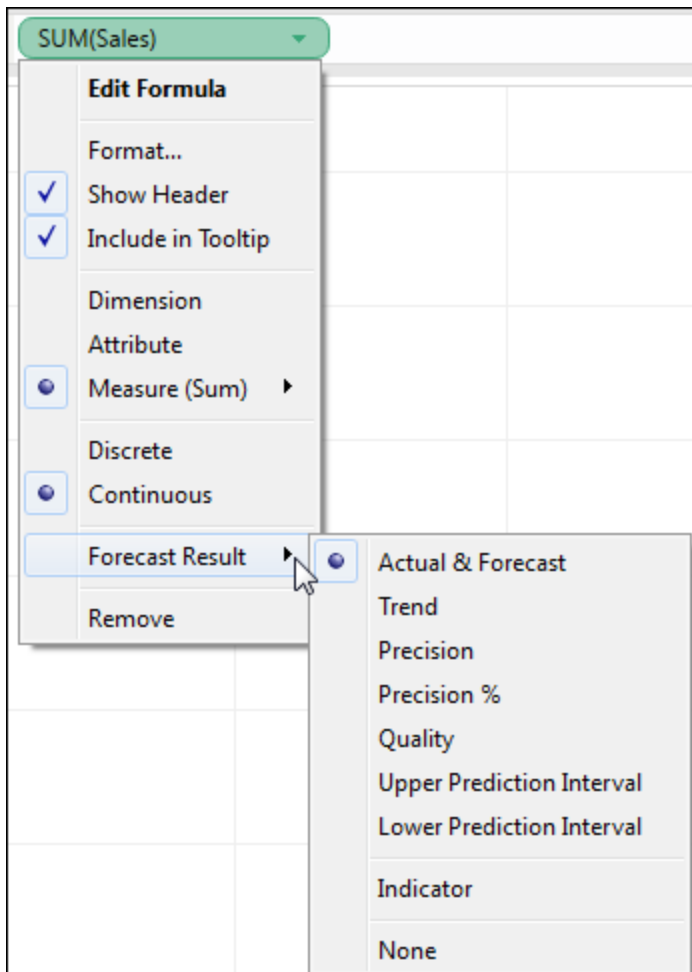 SUM(Sales)
Edit Formula
Format...
Show Header
Include in Tooltip
Dimension
Attribute
Measure (Sum)
Discrete
Continuous
Forecast Result
Remove
Actual & Forecast
Trend
Precision
Precision %
Quality
Upper Prediction Interval
Lower Prediction Interval
Indicator
None